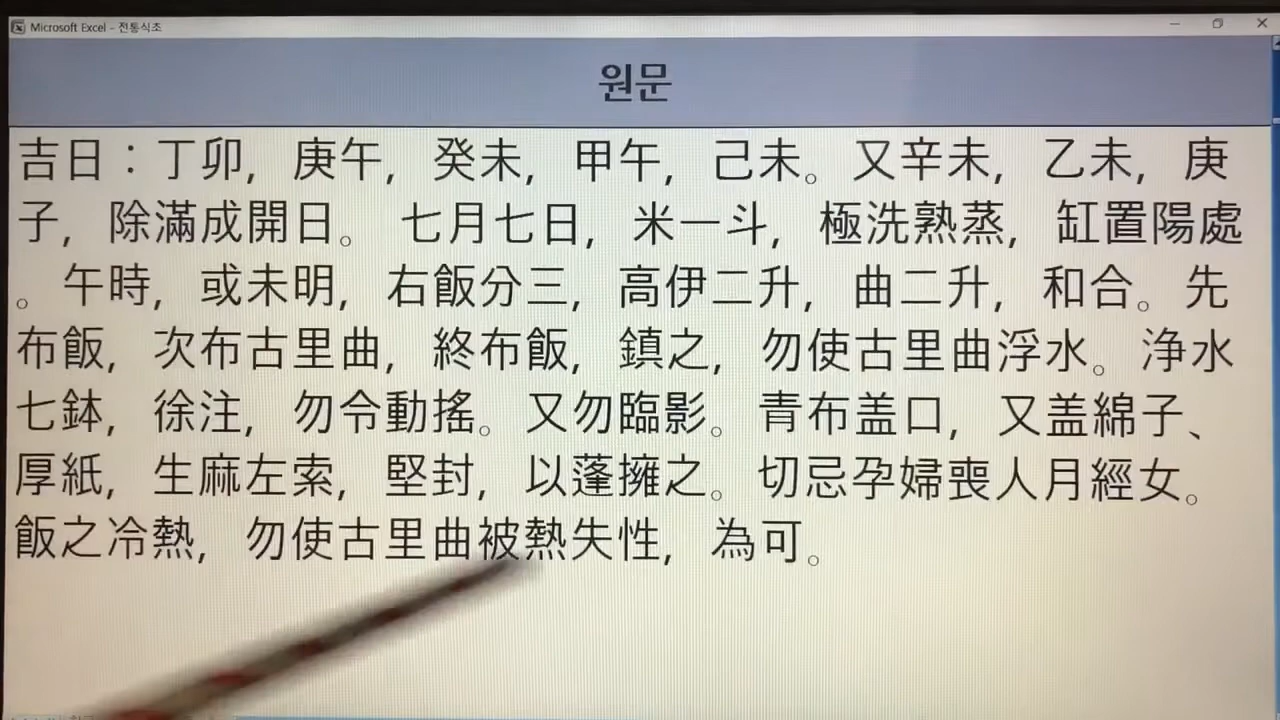 Microsoft Excel - 전통식초
원문
吉日：丁卯, 庚午, 癸未, 甲午, 己未。又辛未, 乙未, 庚
子, 除滿成開日。 七月七日, 米一斗, 極洗熟蒸, 缸置陽處
。午時, 或未明, 右飯分三, 高伊二升, 曲二升, 和合。先
布飯, 次布古里曲, 終布飯, 鎮之, 勿使古里曲浮水。浄水
七鉢, 徐注, 勿令動搖。又勿臨影。青布盖口, 又盖綿子、
厚紙, 生麻左索, 堅封, 以蓬擁之。切忌孕婦喪人月經女。
飯之冷熱, 勿使古里曲被熱失性, 為可。